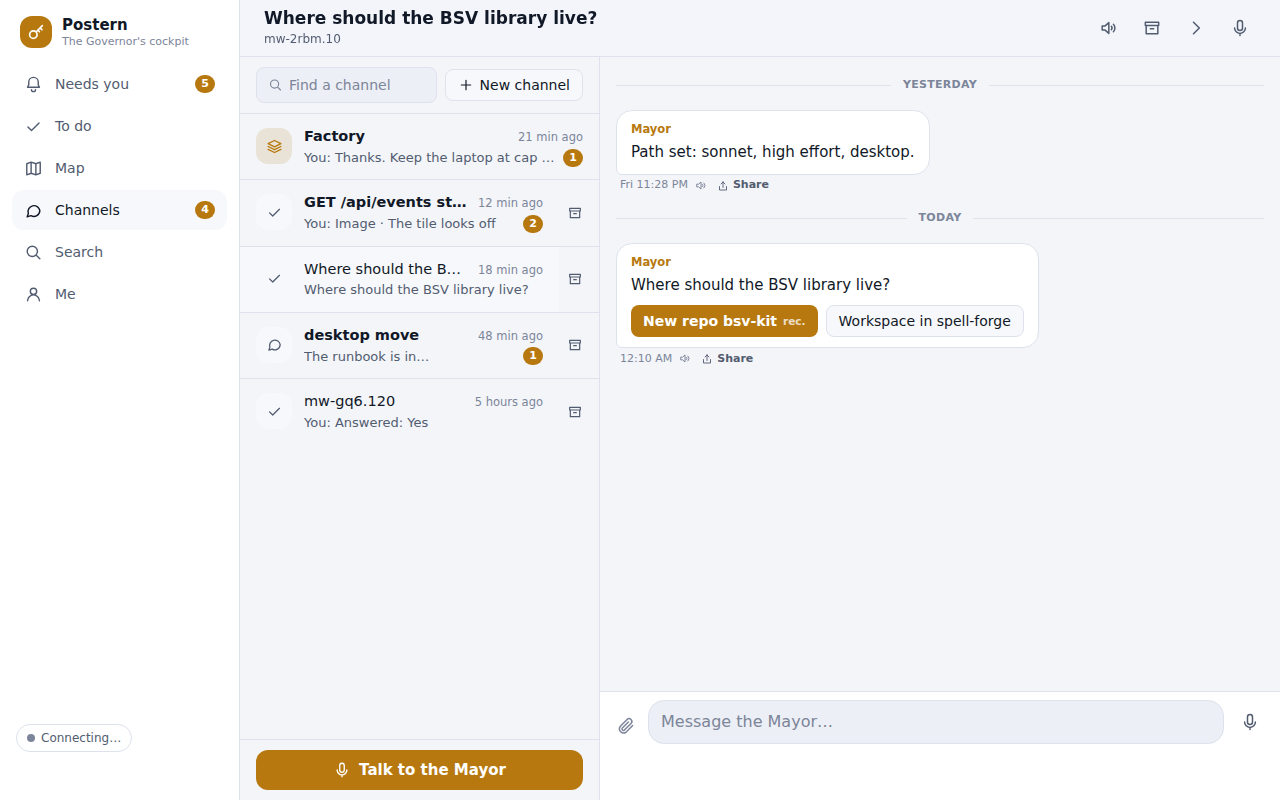 Postern
The Governor's cockpit
Needs you 5
To do
Map
Channels 4
Search
Me
Connecting…
Where should the BSV library live?
mw-2rbm.10
Find a channel
New channel
Factory 21 min ago
You: Thanks. Keep the laptop at cap … 1
GET /api/events st… 12 min ago
You: Image · The tile looks off 2
Where should the B… 18 min ago
Where should the BSV library live?
desktop move 48 min ago
The runbook is in… 1
mw-gq6.120 5 hours ago
You: Answered: Yes
Talk to the Mayor
YESTERDAY
Mayor
Path set: sonnet, high effort, desktop.
Fri 11:28 PM Share
TODAY
Mayor
Where should the BSV library live?
New repo bsv-kit rec. Workspace in spell-forge
12:10 AM Share
Message the Mayor…